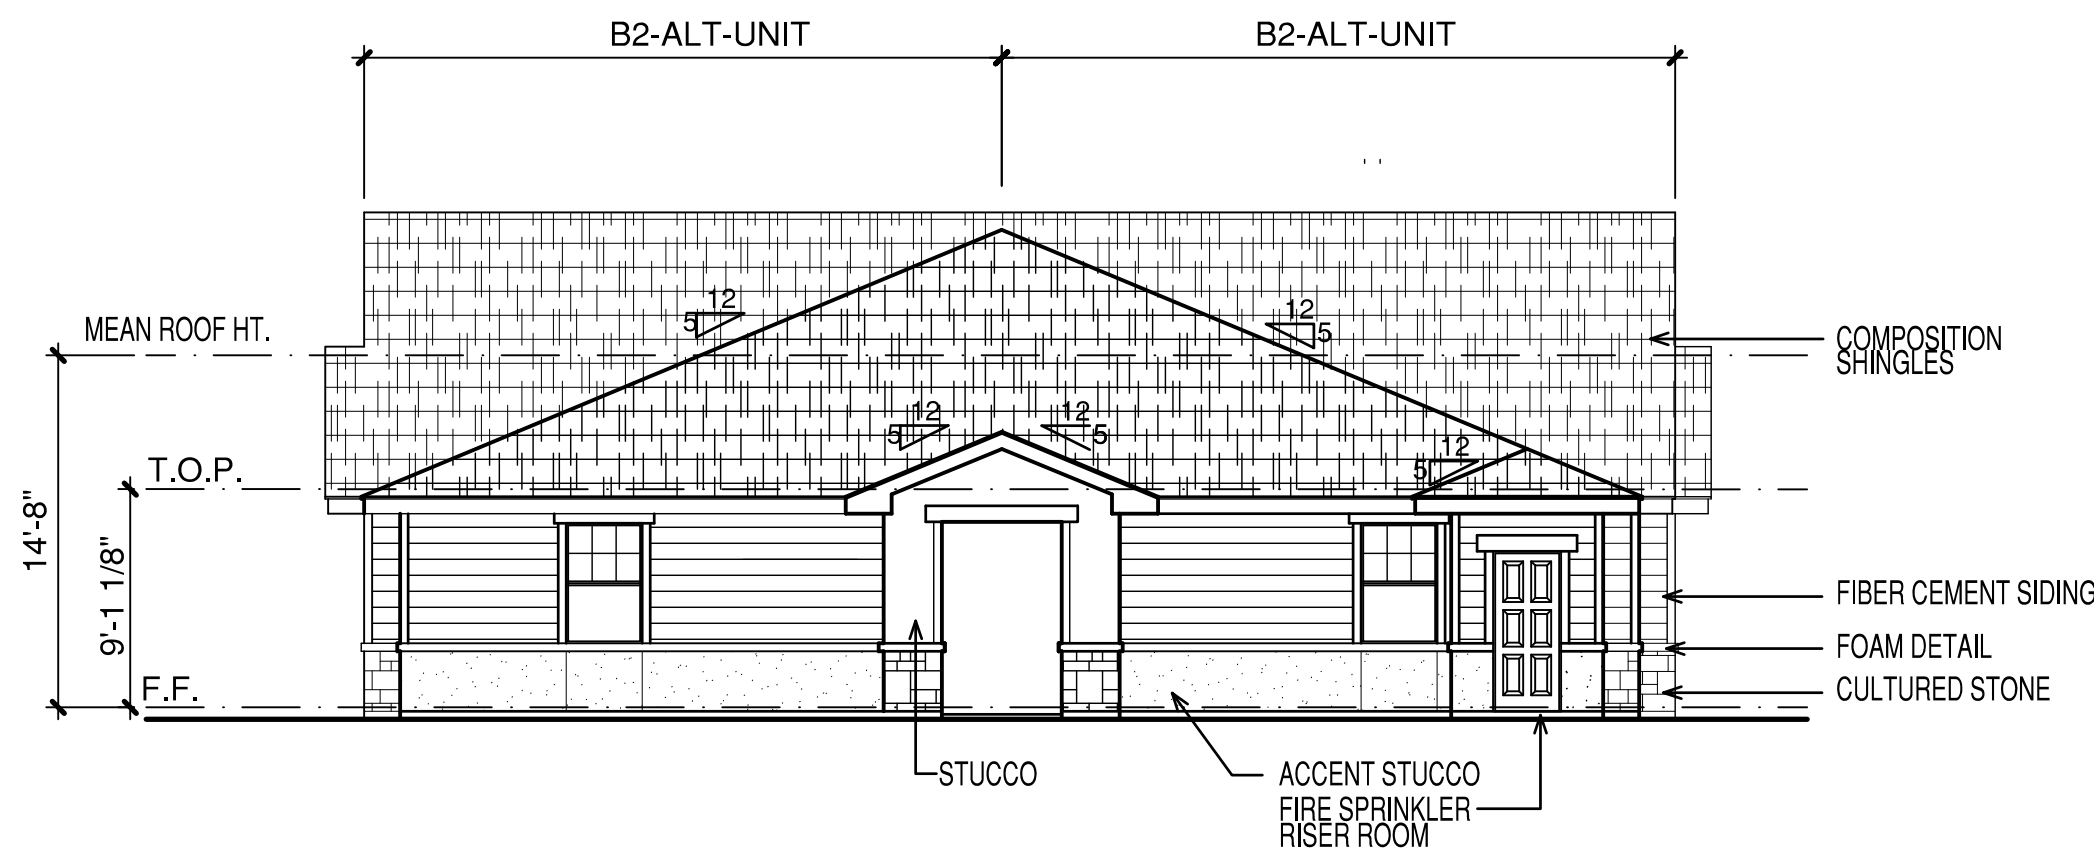 B2-ALT-UNIT
B2-ALT-UNIT
12
5
12
5
MEAN ROOF HT.
COMPOSITION
SHINGLES
12
5
12
5
12
5
T.O.P.
14'-8"
9'-1 1/8"
F.F.
FIBER CEMENT SIDING
FOAM DETAIL
CULTURED STONE
STUCCO
ACCENT STUCCO
FIRE SPRINKLER
RISER ROOM